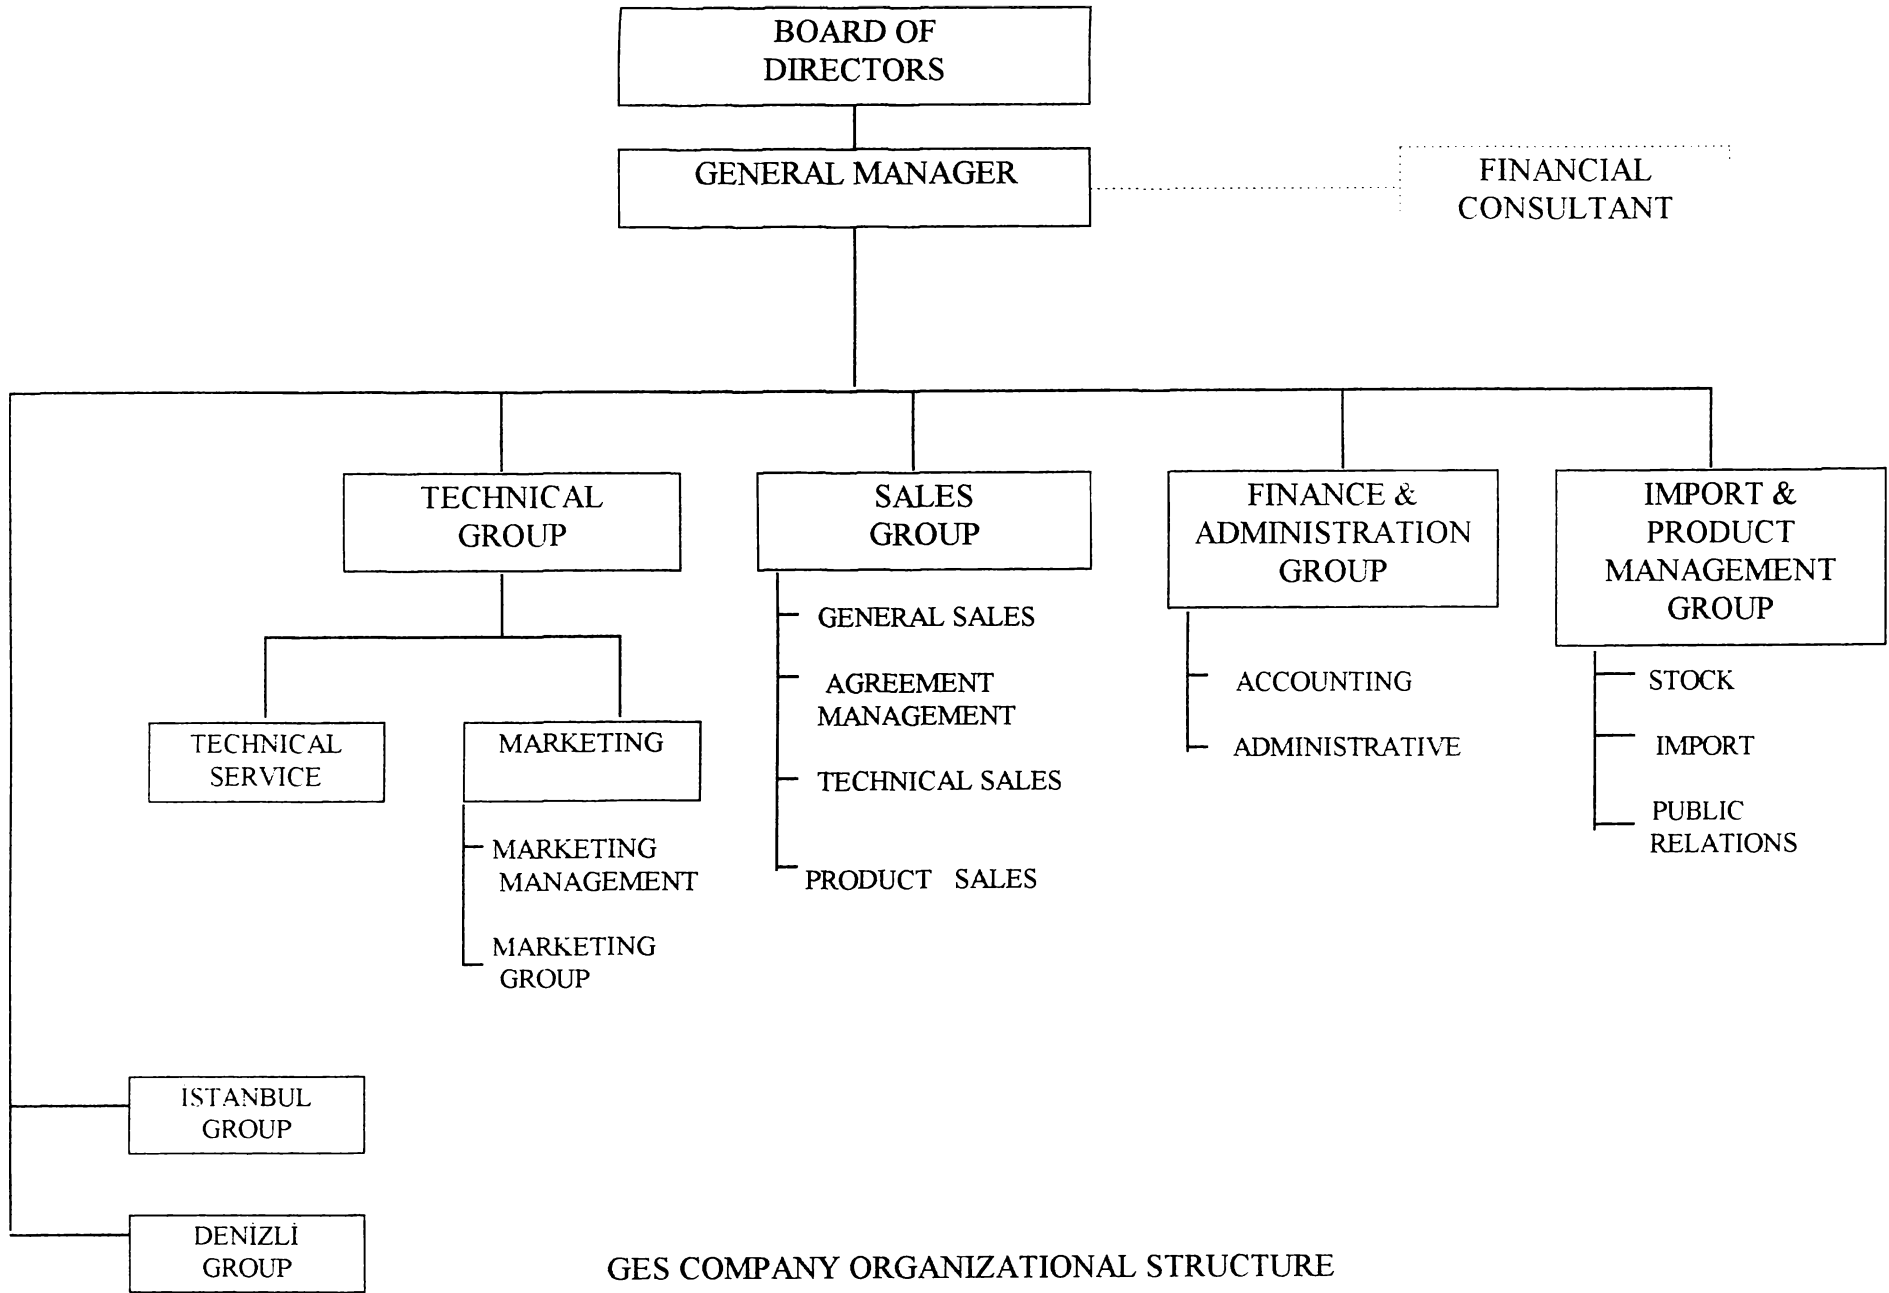 BOARD OF
DIRECTORS
GENERAL MANAGER
FINANCIAL
CONSULTANT
TECHNICAL
GROUP
SALES
GROUP
FINANCE &
ADMINISTRATION
GROUP
IMPORT &
PRODUCT
MANAGEMENT
GROUP
TECHNICAL
SERVICE
MARKETING
MARKETING
MANAGEMENT
MARKETING
GROUP
GENERAL SALES
AGREEMENT
MANAGEMENT
TECHNICAL SALES
PRODUCT SALES
ACCOUNTING
ADMINISTRATIVE
STOCK
IMPORT
PUBLIC
RELATIONS
İSTANBUL
GROUP
DENİZLİ
GROUP
GES COMPANY ORGANIZATIONAL STRUCTURE